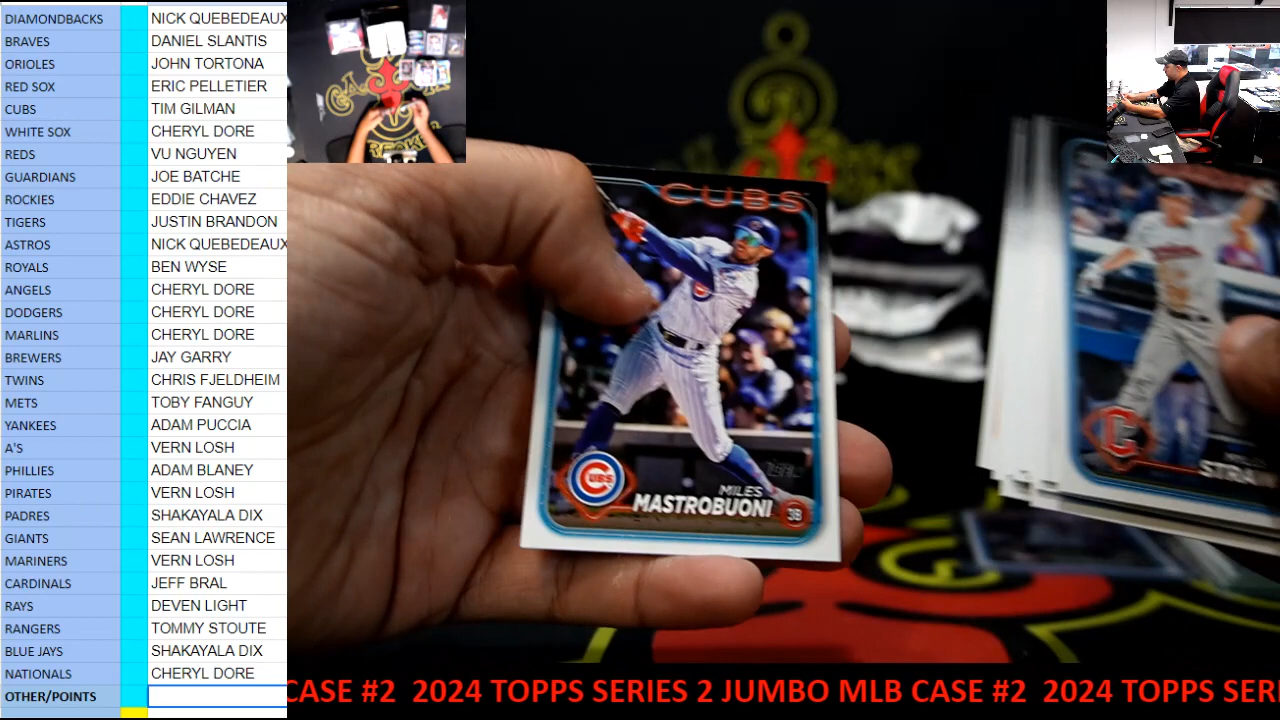 DIAMONDBACKS NICK QUEBEDEAUX
BRAVES DANIEL SLANTIS
ORIOLES JOHN TORTONA
RED SOX ERIC PELLETIER
CUBS TIM GILMAN
WHITE SOX CHERYL DORE
REDS VU NGUYEN
GUARDIANS JOE BATCHE
ROCKIES EDDIE CHAVEZ
TIGERS JUSTIN BRANDON
ASTROS NICK QUEBEDEAUX
ROYALS BEN WYSE
ANGELS CHERYL DORE
DODGERS CHERYL DORE
MARLINS CHERYL DORE
BREWERS JAY GARRY
TWINS CHRIS FJELDHEIM
METS TOBY FANGUY
YANKEES ADAM PUCCIA
A'S VERN LOSH
PHILLIES ADAM BLANEY
PIRATES VERN LOSH
PADRES SHAKAYALA DIX
GIANTS SEAN LAWRENCE
MARINERS VERN LOSH
CARDINALS JEFF BRAL
RAYS DEVEN LIGHT
RANGERS TOMMY STOUTE
BLUE JAYS SHAKAYALA DIX
NATIONALS CHERYL DORE
OTHER/POINTS
CUBS
CUBS
MILES
MASTROBUONI 3B
C
CASE #2 2024 TOPPS SERIES 2 JUMBO MLB CASE #2 2024 TOPPS SERI